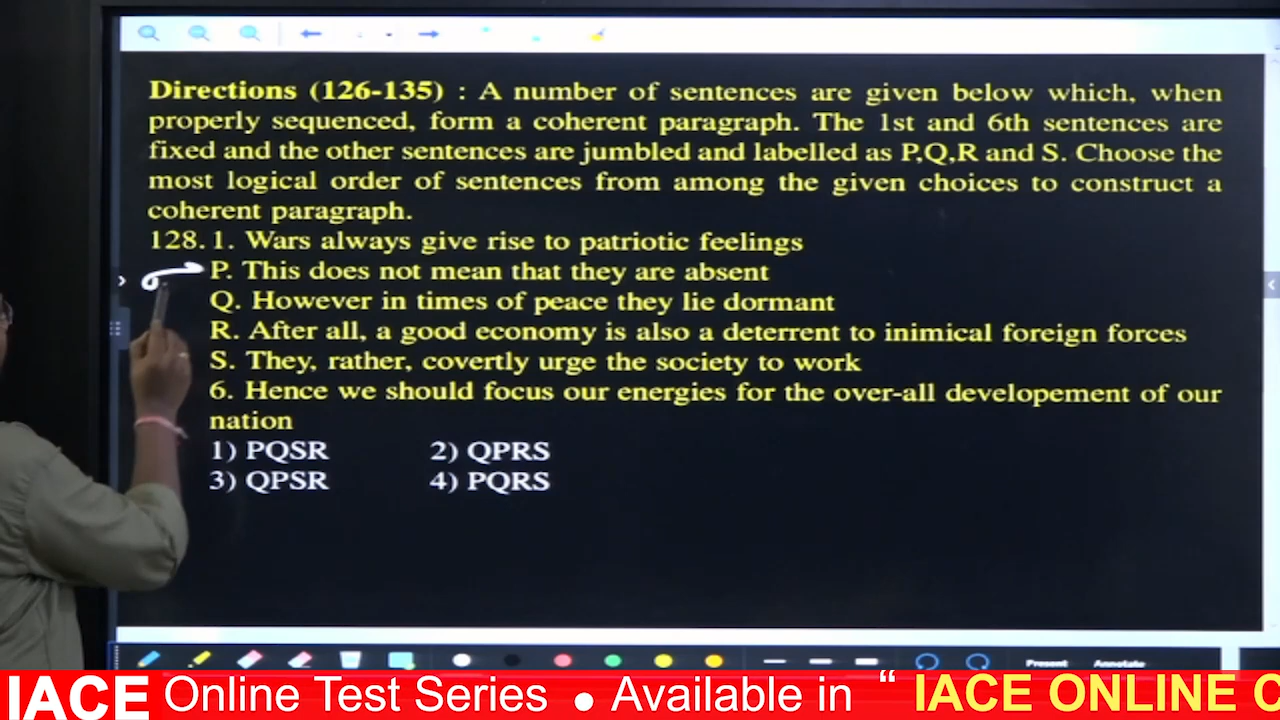 Directions (126-135) : A number of sentences are given below which, when
properly sequenced, form a coherent paragraph. The 1st and 6th sentences are
fixed and the other sentences are jumbled and labelled as P,Q,R and S. Choose the
most logical order of sentences from among the given choices to construct a
coherent paragraph.
128. 1. Wars always give rise to patriotic feelings
P. This does not mean that they are absent
Q. However in times of peace they lie dormant
R. After all, a good economy is also a deterrent to inimical foreign forces
S. They, rather, covertly urge the society to work
6. Hence we should focus our energies for the over-all developement of our
nation
1) PQSR 2) QPRS
3) QPSR 4) PQRS
Present Annotate
IACE Online Test Series ● Available in “ IACE ONLINE C